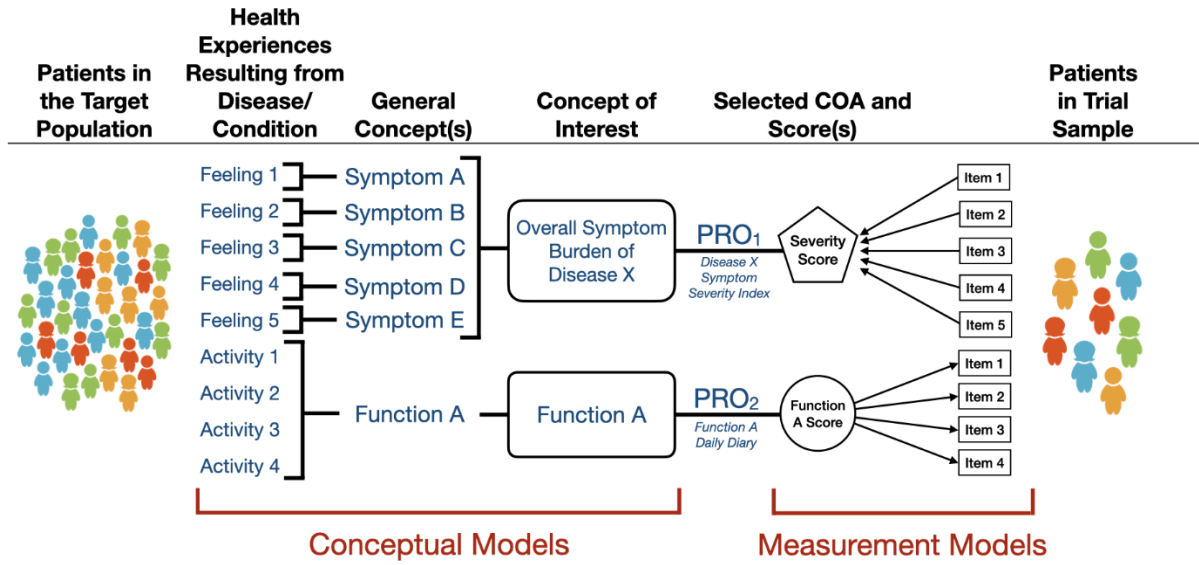 Patients in
the Target
Population
Health
Experiences
Resulting from
Disease/
Condition
General
Concept(s)
Concept of
Interest
Selected COA and
Score(s)
Patients
in Trial
Sample
Feeling 1
Symptom A
Feeling 2
Symptom B
Feeling 3
Symptom C
Feeling 4
Symptom D
Feeling 5
Symptom E
Overall Symptom
Burden of
Disease X
PRO₁
Disease X
Symptom
Severity Index
Severity
Score
Item 1
Item 2
Item 3
Item 4
Item 5
Activity 1
Activity 2
Activity 3
Activity 4
Function A
Function A
PRO₂
Function A
Daily Diary
Function
A Score
Item 1
Item 2
Item 3
Item 4
Conceptual Models
Measurement Models